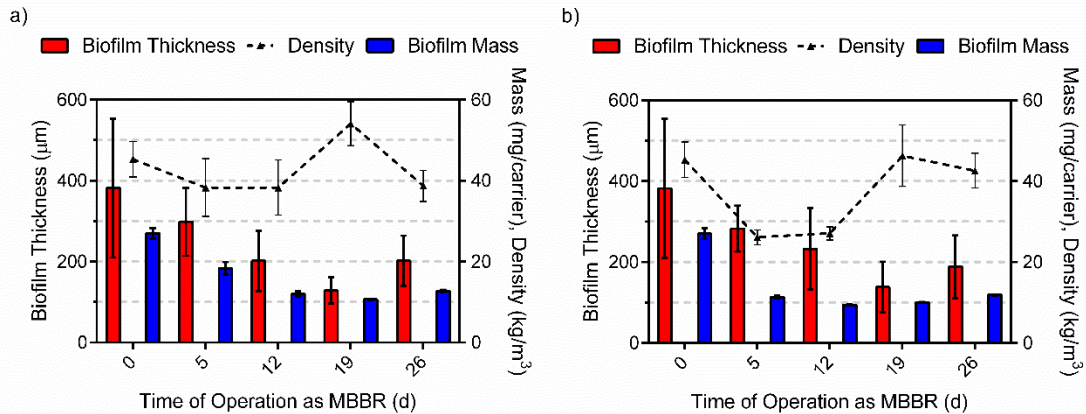 a)
Biofilm Thickness Density Biofilm Mass
600
400
200
0
60
40
20
0
Biofilm Thickness (µm)
Mass (mg/carrier), Density (kg/m³)
0 5 12 19 26
Time of Operation as MBBR (d)
b)
Biofilm Thickness Density Biofilm Mass
600
400
200
0
60
40
20
0
Biofilm Thickness (µm)
Mass (mg/carrier), Density (kg/m³)
0 5 12 19 26
Time of Operation as MBBR (d)